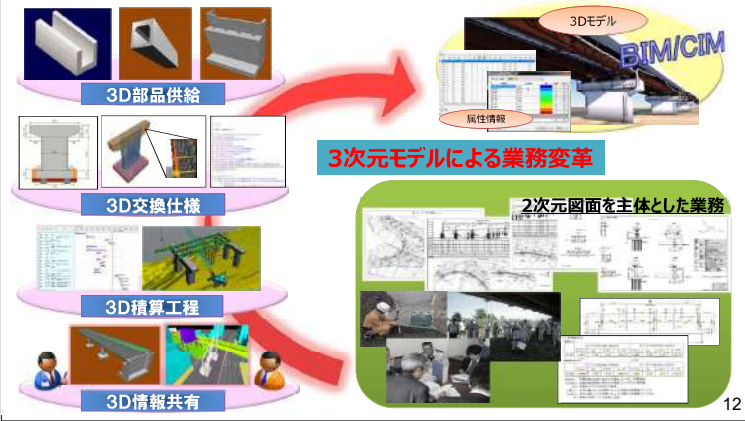 3D部品供給
3D交換仕様
3D積算工程
3D情報共有
3Dモデル
BIM/CIM
属性情報
3次元モデルによる業務変革
2次元図面を主体とした業務
12